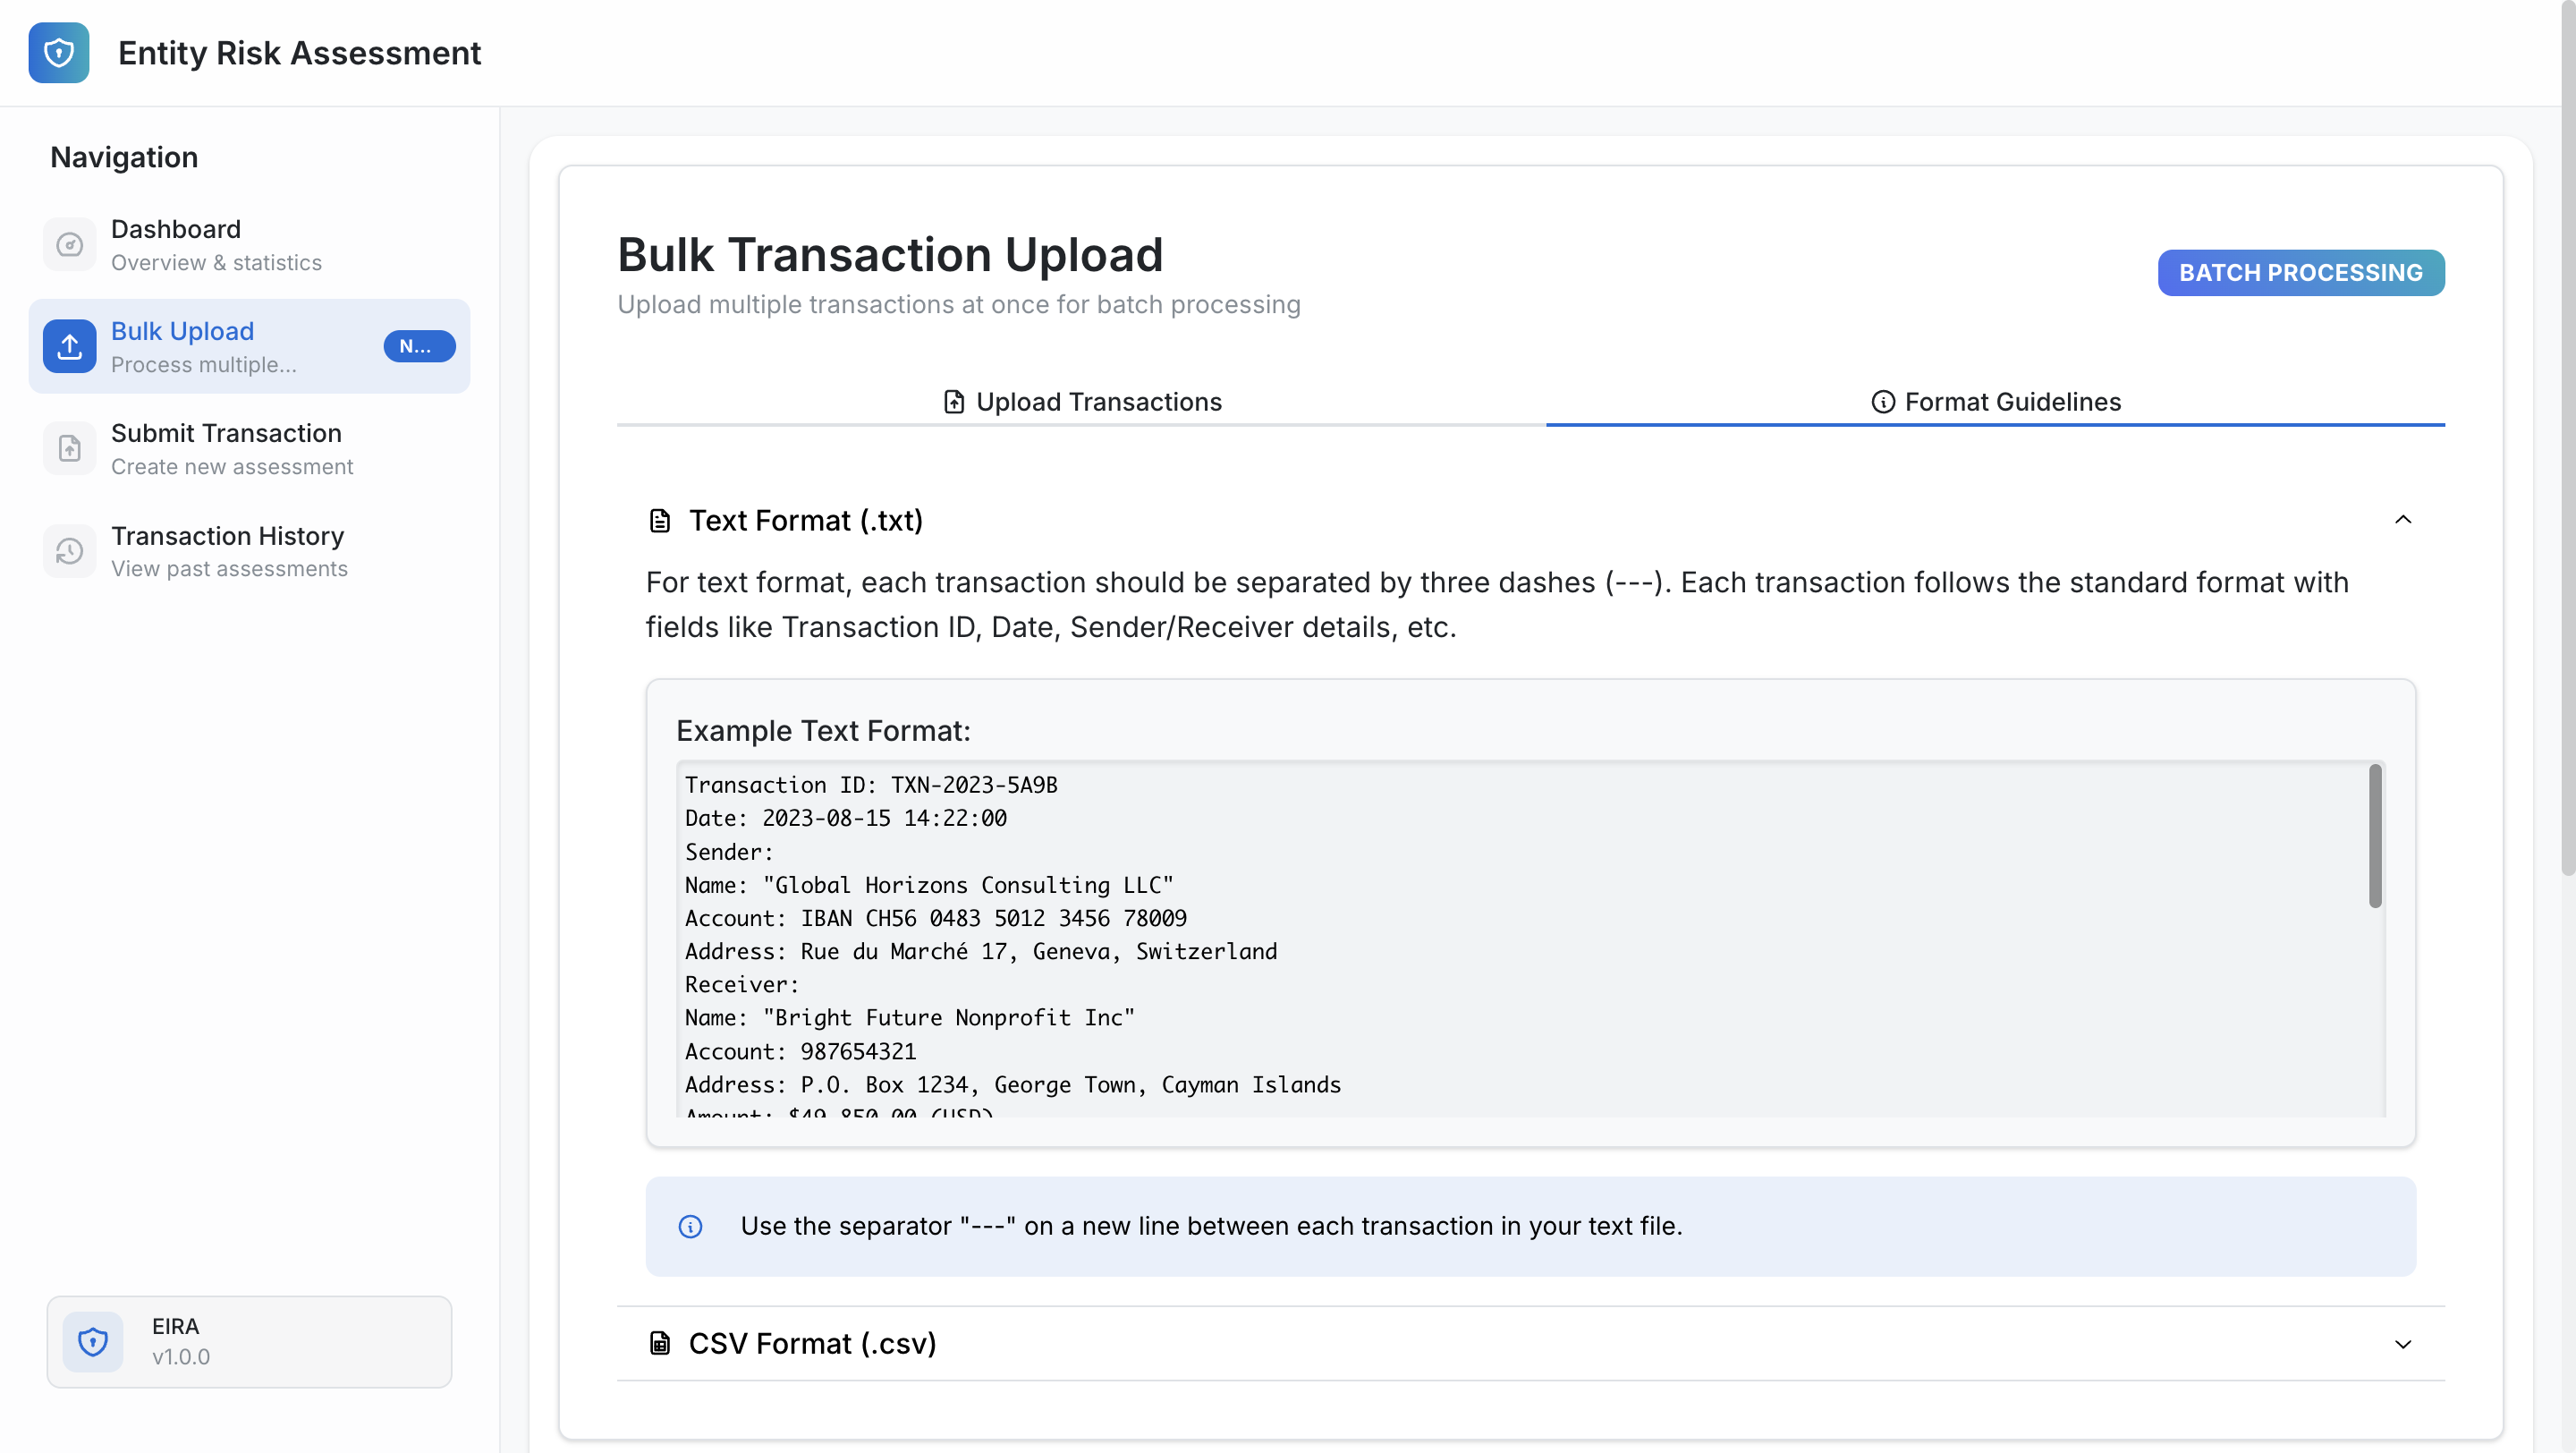 Entity Risk Assessment
Navigation
Dashboard
Overview & statistics
Bulk Upload
Process multiple...
N...
Submit Transaction
Create new assessment
Transaction History
View past assessments
EIRA
v1.0.0
Bulk Transaction Upload
Upload multiple transactions at once for batch processing
BATCH PROCESSING
Upload Transactions
Format Guidelines
Text Format (.txt)
For text format, each transaction should be separated by three dashes (---). Each transaction follows the standard format with
fields like Transaction ID, Date, Sender/Receiver details, etc.
Example Text Format:
Transaction ID: TXN-2023-5A9B
Date: 2023-08-15 14:22:00
Sender:
Name: "Global Horizons Consulting LLC"
Account: IBAN CH56 0483 5012 3456 78009
Address: Rue du Marché 17, Geneva, Switzerland
Receiver:
Name: "Bright Future Nonprofit Inc"
Account: 987654321
Address: P.O. Box 1234, George Town, Cayman Islands
Amount: $49,850.00 (USD)
Use the separator "---" on a new line between each transaction in your text file.
CSV Format (.csv)